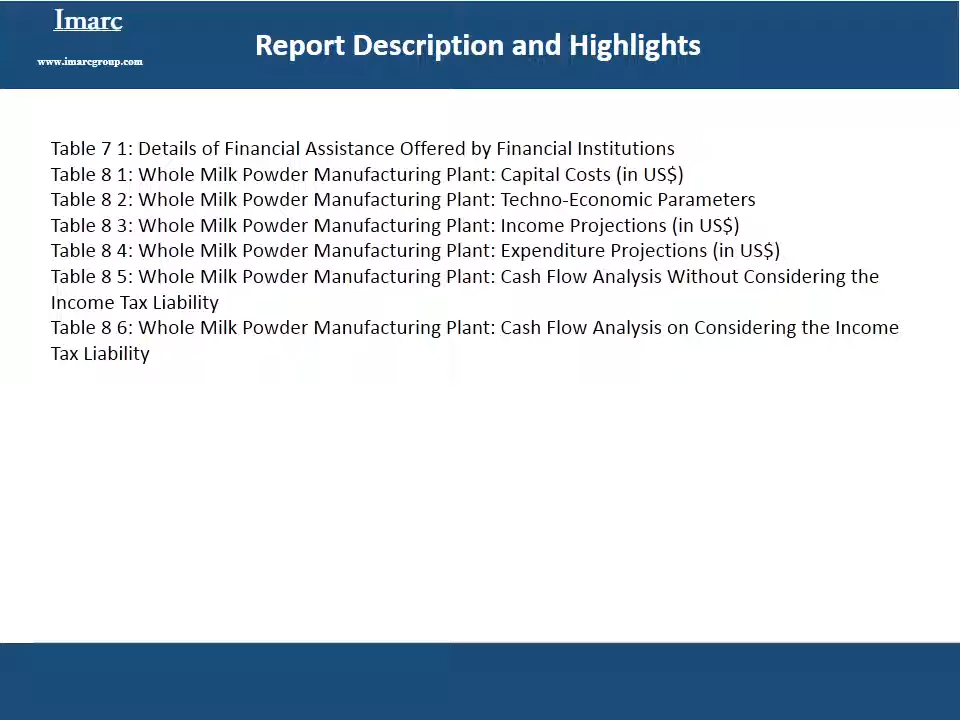 Imarc
www.imarcgroup.com
Report Description and Highlights
Table 7 1: Details of Financial Assistance Offered by Financial Institutions
Table 8 1: Whole Milk Powder Manufacturing Plant: Capital Costs (in US$)
Table 8 2: Whole Milk Powder Manufacturing Plant: Techno-Economic Parameters
Table 8 3: Whole Milk Powder Manufacturing Plant: Income Projections (in US$)
Table 8 4: Whole Milk Powder Manufacturing Plant: Expenditure Projections (in US$)
Table 8 5: Whole Milk Powder Manufacturing Plant: Cash Flow Analysis Without Considering the
Income Tax Liability
Table 8 6: Whole Milk Powder Manufacturing Plant: Cash Flow Analysis on Considering the Income
Tax Liability